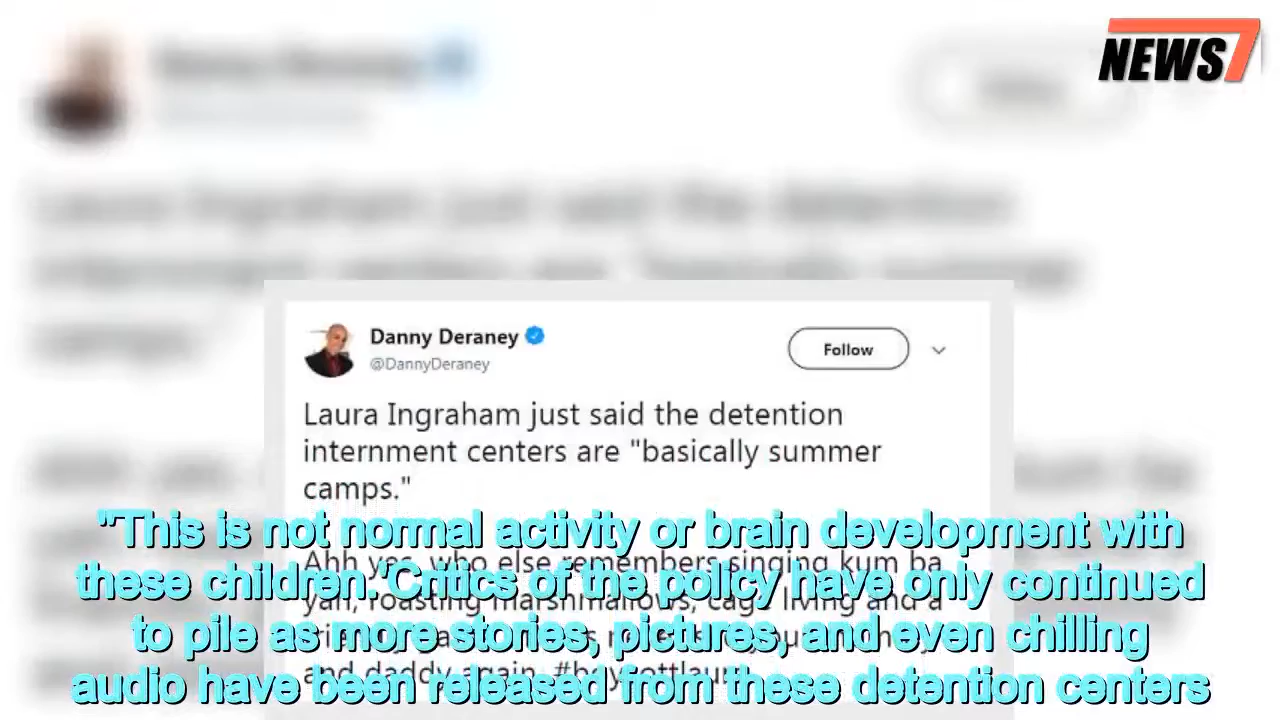 NEWS7
Danny Deraney
Follow
@DannyDeraney
Laura Ingraham just said the detention
internment centers are "basically summer
camps."
"This is not normal activity or brain development with
Ahh yes, who else remembers singing kum ba
these children. 'Critics of the policy have only continued
yah, roasting marshmallows, cage living and a
to pile as more stories, pictures, and even chilling
and daddy again.
audio have been released from these detention centers